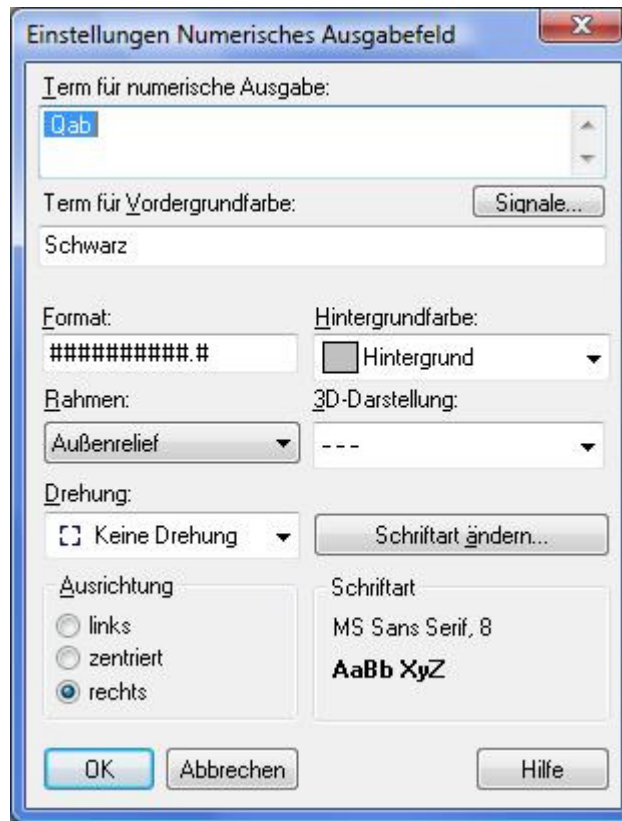 Einstellungen Numerisches Ausgabefeld
Term für numerische Ausgabe:
Qab
Term für Vordergrundfarbe:
Signale...
Schwarz
Format:
Hintergrundfarbe:
##########.#
Hintergrund
Rahmen:
3D-Darstellung:
Außenrelief
---
Drehung:
Keine Drehung
Schriftart ändern...
Ausrichtung
Schriftart
links
MS Sans Serif, 8
zentriert
AaBb XyZ
rechts
OK
Abbrechen
Hilfe